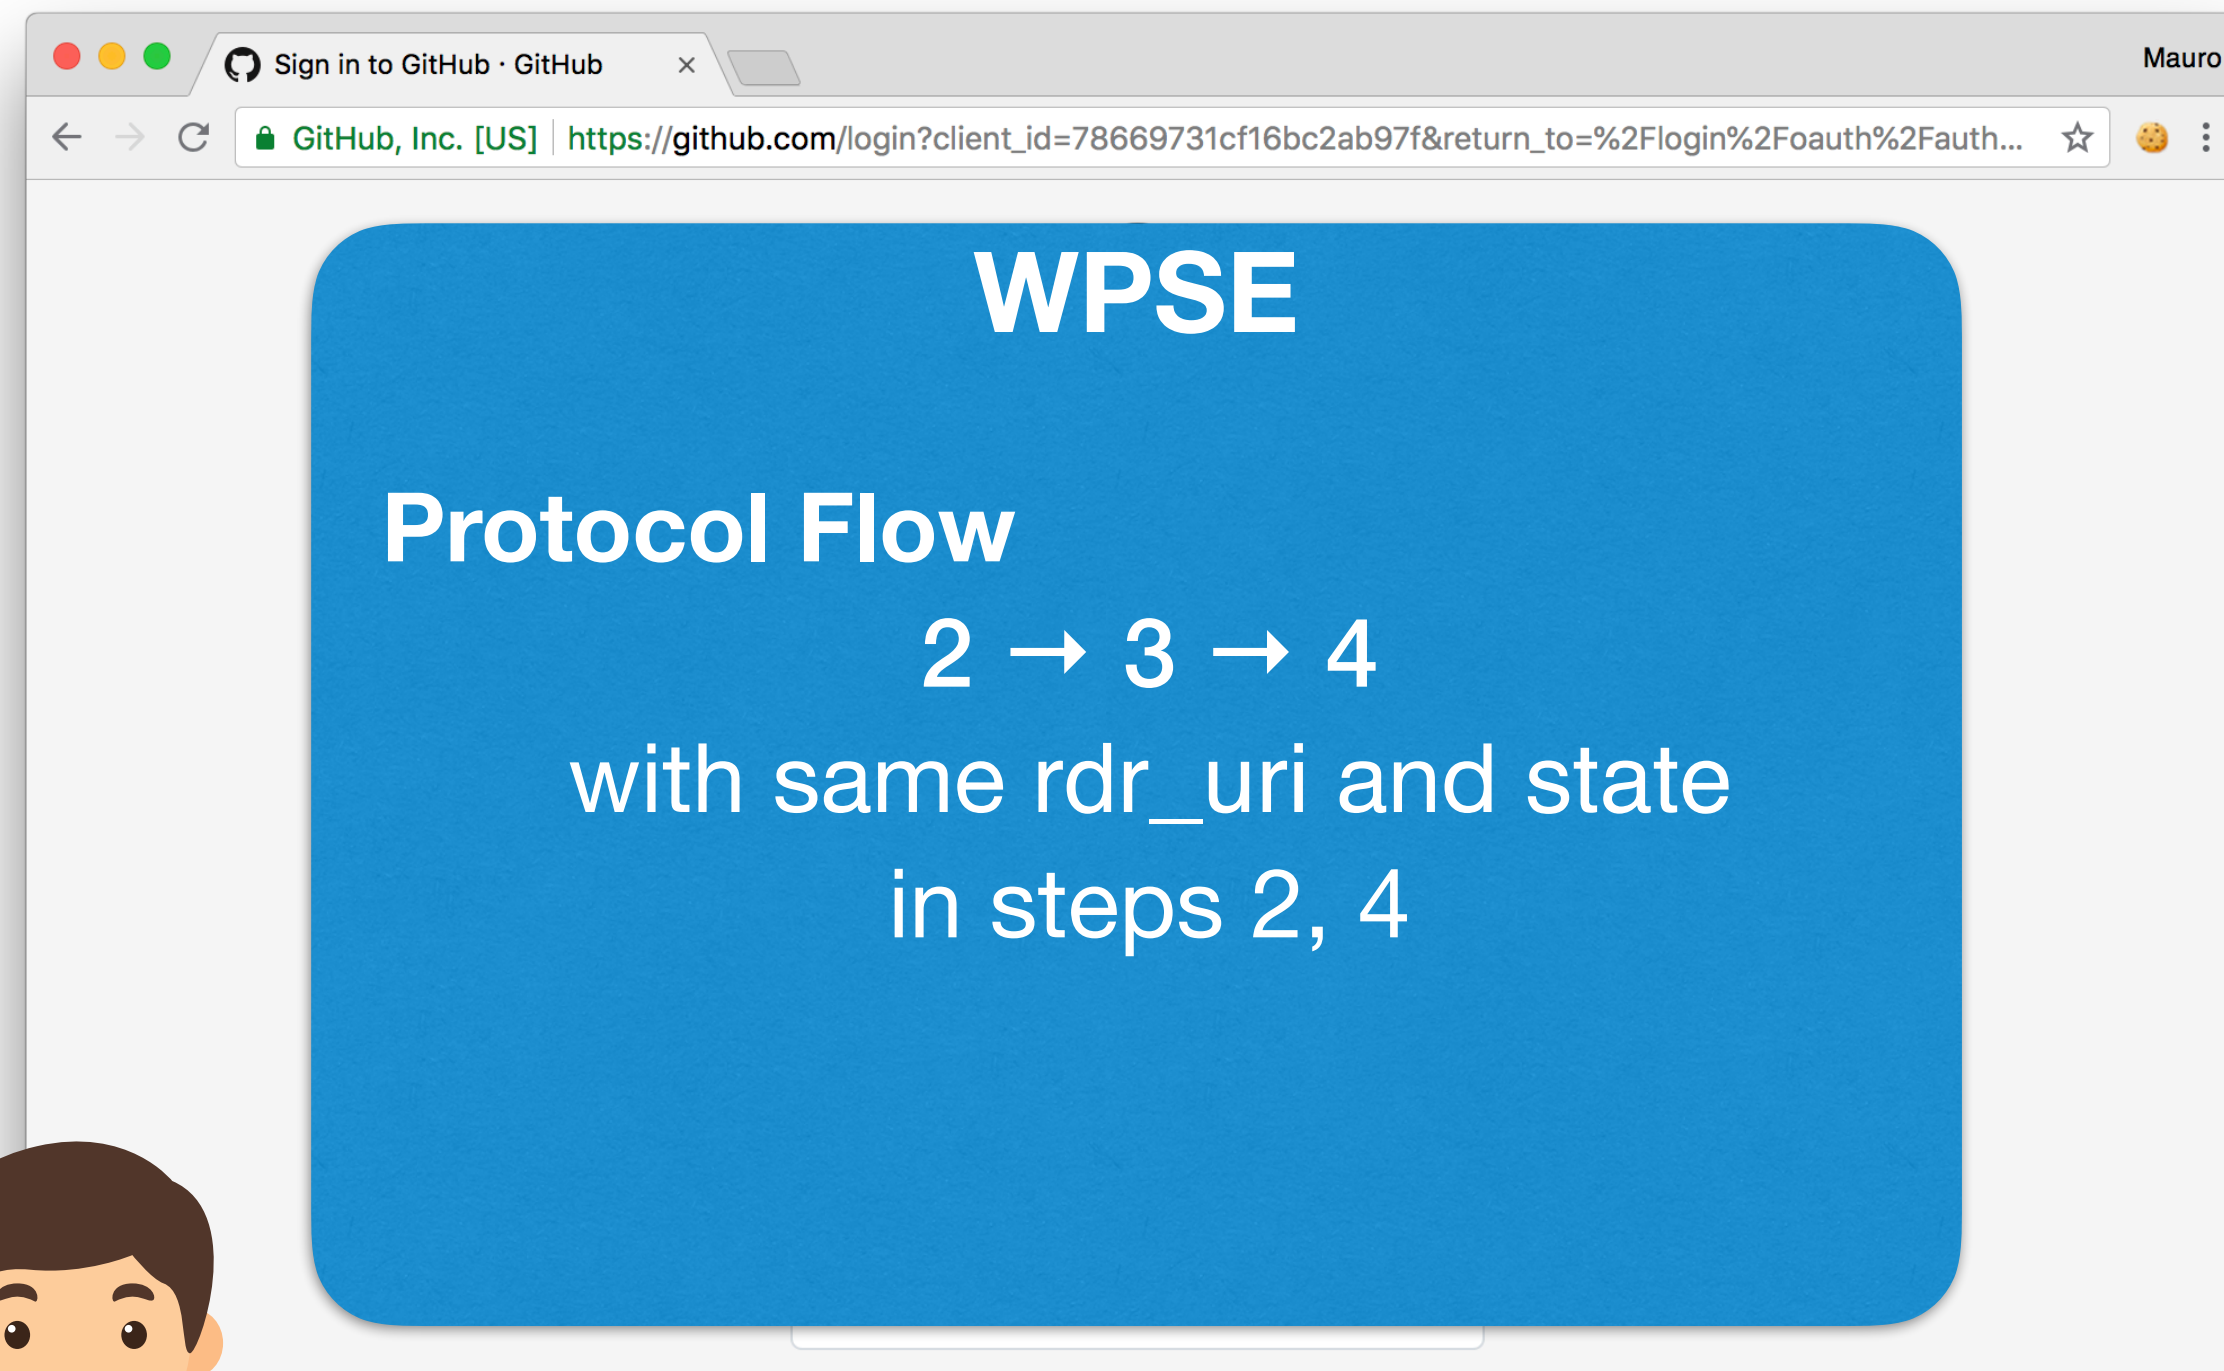 Sign in to GitHub · GitHub
Mauro
GitHub, Inc. [US] https://github.com/login?client_id=78669731cf16bc2ab97f&return_to=%2Flogin%2Foauth%2Fauth...
WPSE
Protocol Flow
2 → 3 → 4
with same rdr_uri and state
in steps 2, 4